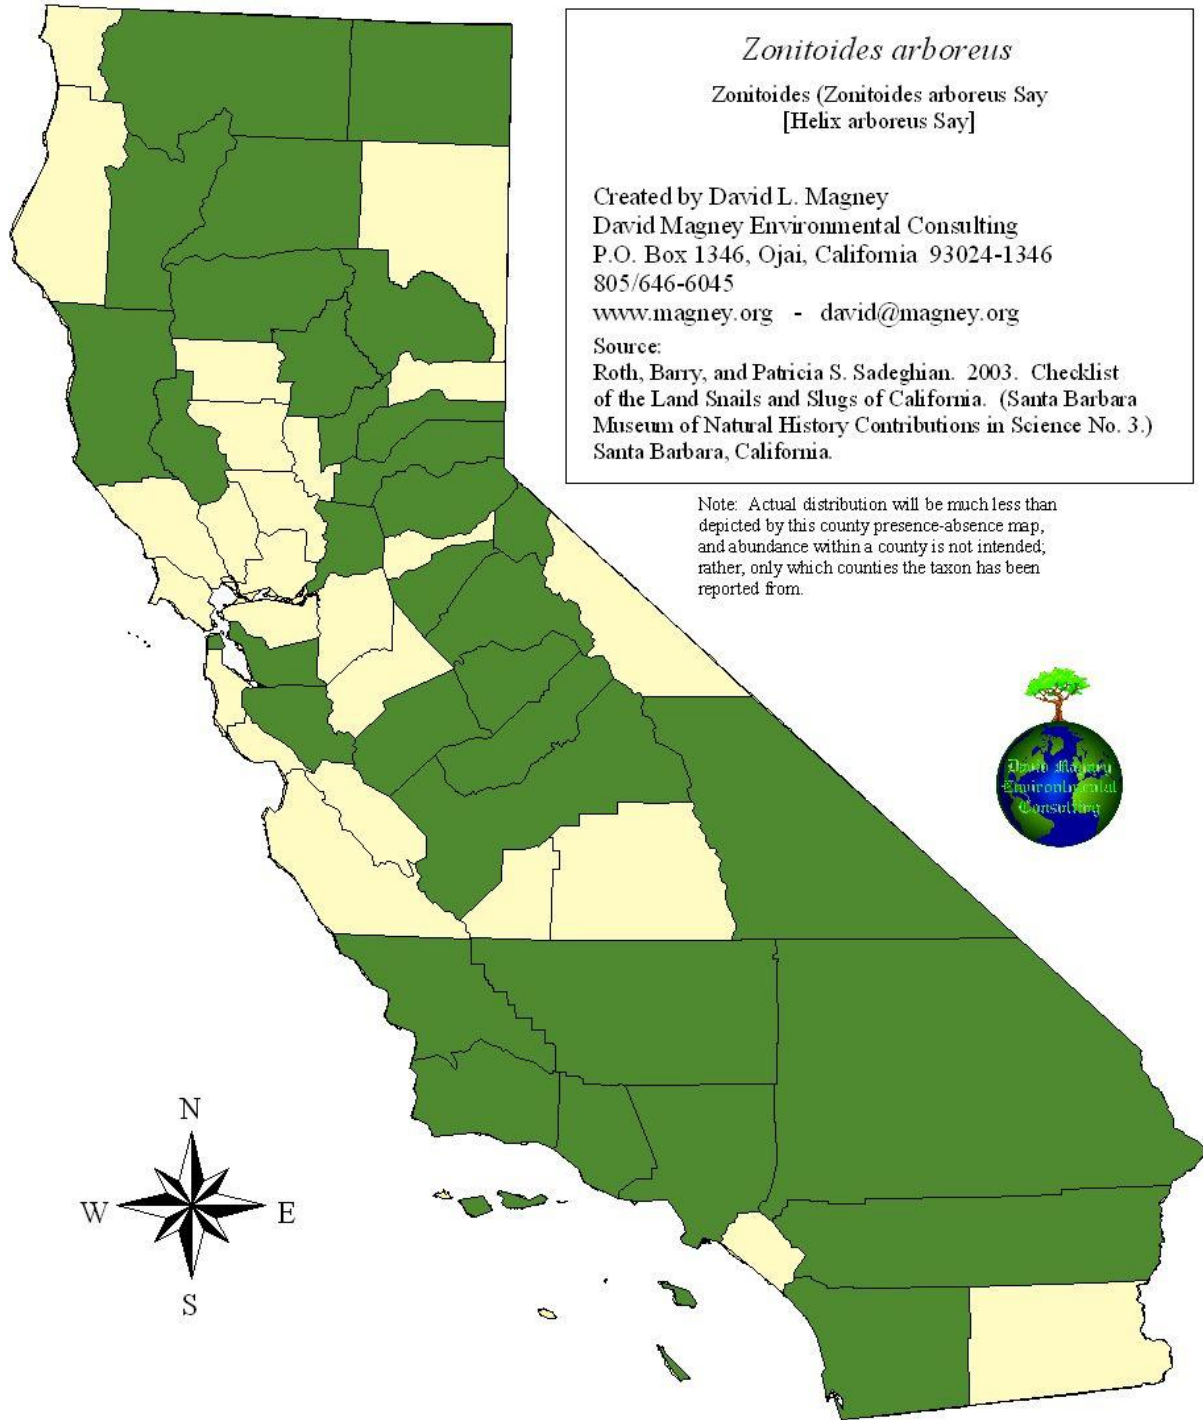 Zonitoides arboreus
Zonitoides (Zonitoides arboreus Say
[Helix arboreus Say]
Created by David L. Magney
David Magney Environmental Consulting
P.O. Box 1346, Ojai, California 93024-1346
805/646-6045
www.magney.org - david@magney.org
Source:
Roth, Barry, and Patricia S. Sadeghian. 2003. Checklist
of the Land Snails and Slugs of California. (Santa Barbara
Museum of Natural History Contributions in Science No. 3.)
Santa Barbara, California.
Note: Actual distribution will be much less than
depicted by this county presence-absence map,
and abundance within a county is not intended;
rather, only which counties the taxon has been
reported from.
David Magney
Environmental
Consulting
N
W E
S